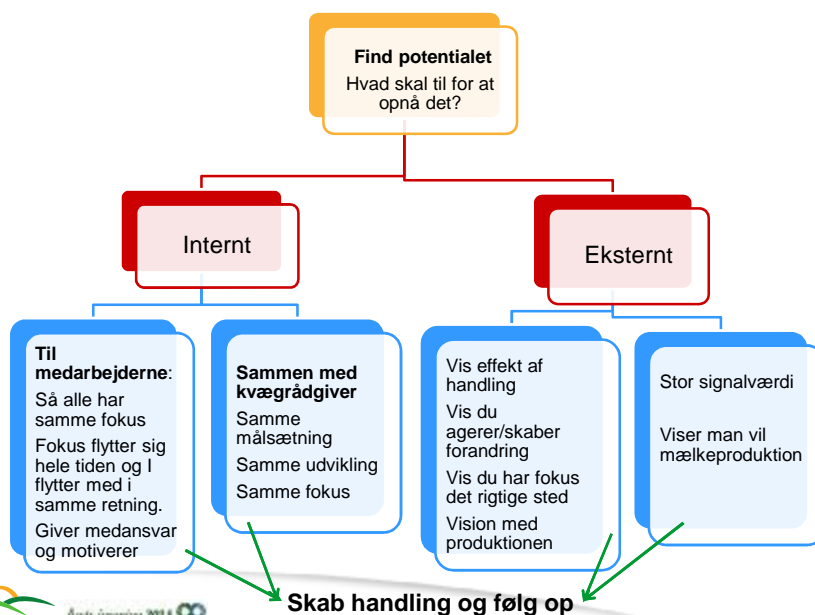 Find potentialet
Hvad skal til for at
opnå det?
Internt
Eksternt
Til
medarbejderne:
Så alle har
samme fokus
Fokus flytter sig
hele tiden og I
flytter med i
samme retning.
Giver medansvar
og motiverer
Sammen med
kvægrådgiver
Samme
målsætning
Samme udvikling
Samme fokus
Vis effekt af
handling
Vis du
agerer/skaber
forandring
Vis du har fokus
det rigtige sted
Vision med
produktionen
Stor signalværdi
Viser man vil
mælkeproduktion
Skab handling og følg op